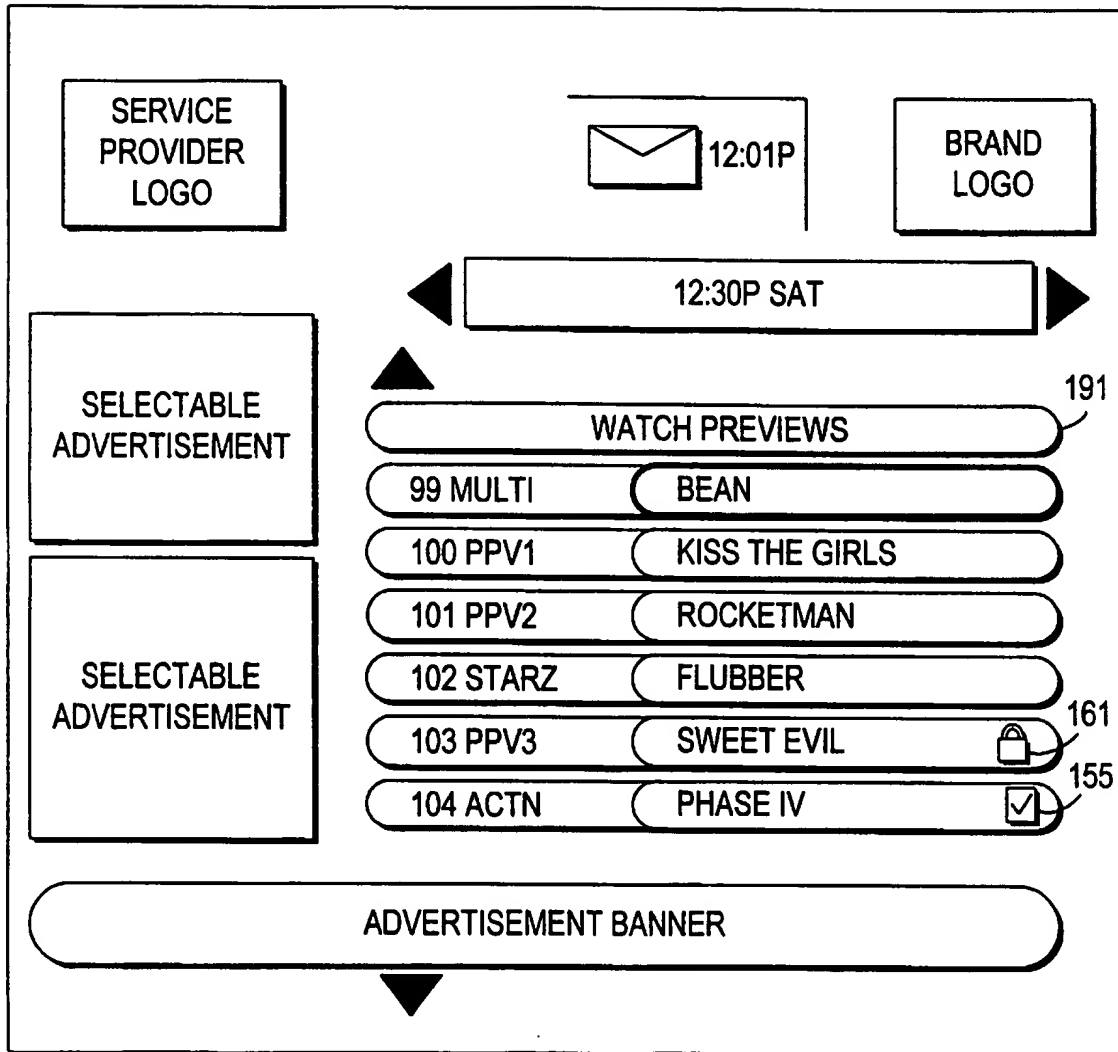 SERVICE
PROVIDER
LOGO
12:01P
BRAND
LOGO
12:30P SAT
SELECTABLE
ADVERTISEMENT
191
WATCH PREVIEWS
99 MULTI BEAN
100 PPV1 KISS THE GIRLS
101 PPV2 ROCKETMAN
102 STARZ FLUBBER
SELECTABLE
ADVERTISEMENT
103 PPV3 SWEET EVIL
161
104 ACTN PHASE IV
155
ADVERTISEMENT BANNER